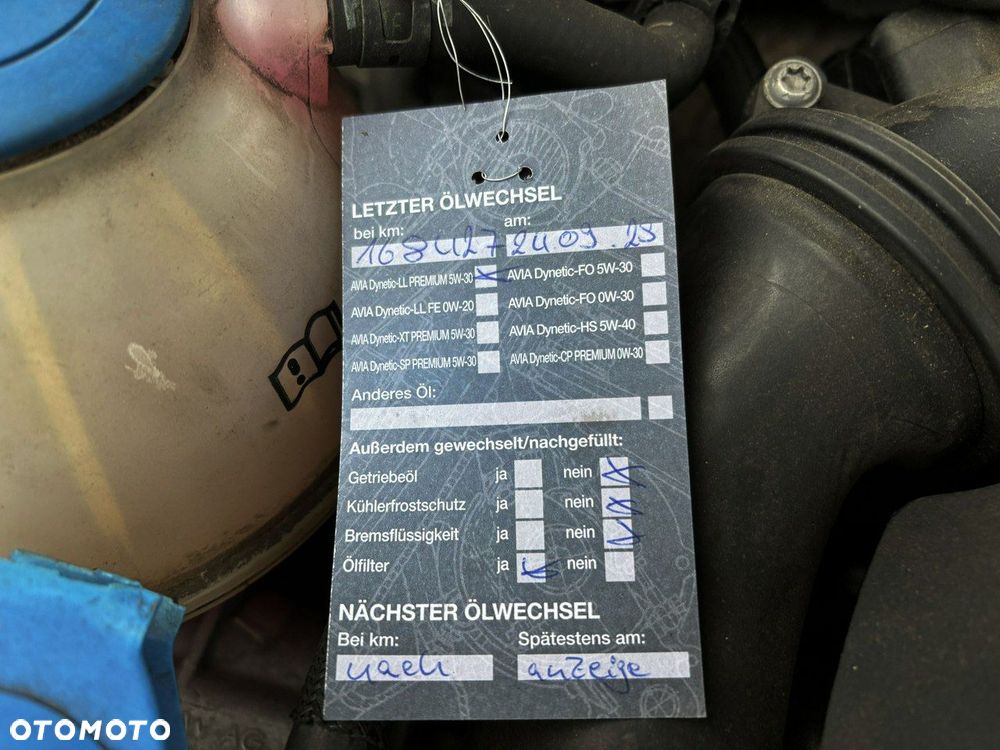 LETZTER ÖLWECHSEL
bei km: am:
168427 24 09.25
AVIA Dynetic-LL PREMIUM 5W-30 AVIA Dynetic-FO 5W-30
AVIA Dynetic-LL FE 0W-20 AVIA Dynetic-FO 0W-30
AVIA Dynetic-XT PREMIUM 5W-30 AVIA Dynetic-HS 5W-40
AVIA Dynetic-SP PREMIUM 5W-30 AVIA Dynetic-CP PREMIUM 0W-30
Anderes Öl:
Außerdem gewechselt/nachgefüllt:
Getriebeöl ja nein
Kühlerfrostschutz ja nein
Bremsflüssigkeit ja nein
Ölfilter ja nein
NÄCHSTER ÖLWECHSEL
Bei km: Spätestens am:
nach anzeige
OTOMOTO